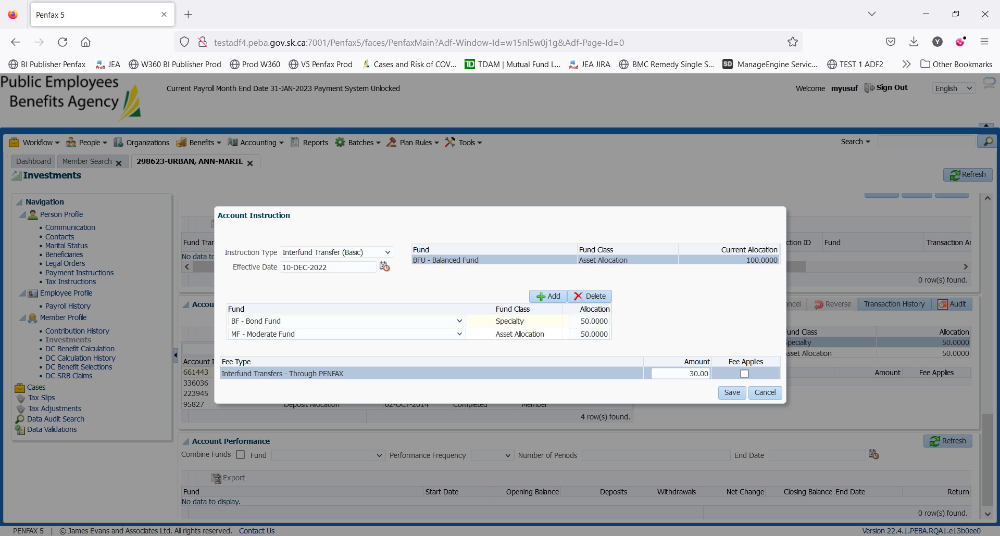 Penfax 5
testadf4.peba.gov.sk.ca:7001/Penfax5/faces/PenfaxMain?Adf-Window-Id=w15nl5w0j1g&Adf-Page-Id=0
BI Publisher Penfax JEA W360 BI Publisher Prod Prod W360 V5 Penfax Prod Cases and Risk of COV... TDAM | Mutual Fund L... JEA JIRA BMC Remedy Single S... ManageEngine Servic... TEST 1 ADF2 Other Bookmarks
Public Employees
Benefits Agency
Current Payroll Month End Date 31-JAN-2023 Payment System Unlocked
Welcome myusuf Sign Out English
Workflow People Organizations Benefits Accounting Reports Batches Plan Rules Tools Search
Dashboard Member Search 298623-URBAN, ANN-MARIE
Investments Refresh
Navigation
Person Profile
Communication
Contacts
Marital Status
Beneficiaries
Legal Orders
Payment Instructions
Tax Instructions
Employee Profile
Payroll History
Member Profile
Contribution History
Investments
DC Benefit Calculation
DC Calculation History
DC Benefit Selections
DC SRB Claims
Cases
Tax Slips
Tax Adjustments
Data Audit Search
Data Validations
Fund Tran ction ID Fund Transaction Ar
No data to
0 row(s) found.
Accou ncel Reverse Transaction History Audit
Account Instruction
Instruction Type Interfund Transfer (Basic)
Effective Date 10-DEC-2022
Fund Fund Class Current Allocation
BFU - Balanced Fund Asset Allocation 100.0000
Add Delete
Fund Fund Class Allocation
BF - Bond Fund Specialty 50.0000
MF - Moderate Fund Asset Allocation 50.0000
Fee Type Amount Fee Applies
Interfund Transfers - Through PENFAX 30.00
Save Cancel
und Class Allocation
pecialty 50.0000
sset Allocation 50.0000
Amount Fee Applies
Account I
661443
336036
223945
95827 Deposit Allocation 02-OCT-2014 Completed Member
4 row(s) found.
Account Performance Refresh
Combine Funds Fund Performance Frequency Number of Periods End Date
Export
Fund Start Date Opening Balance Deposits Withdrawals Net Change Closing Balance End Date Return
No data to display.
0 row(s) found.
PENFAX 5 | © James Evans and Associates Ltd. All rights reserved. Contact Us Version 22.4.1.PEBA.RQA1.e13b0ee0